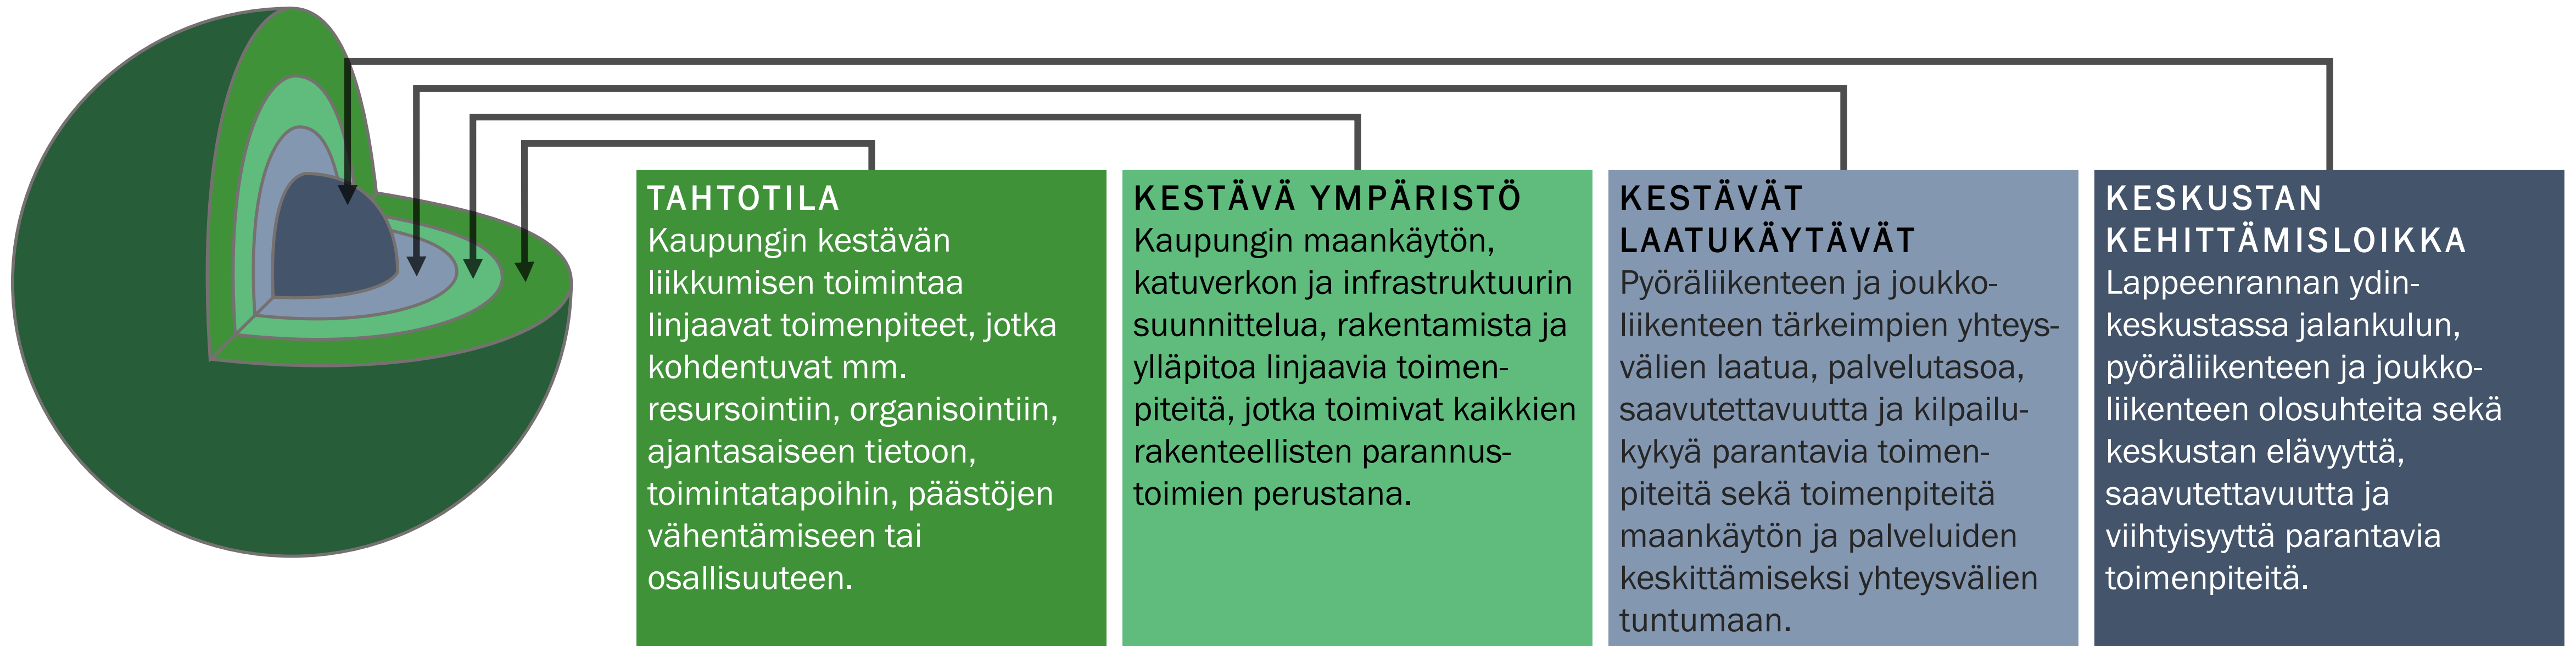 TAHTOTILA
Kaupungin kestävän
liikkumisen toimintaa
linjaavat toimenpiteet, jotka
kohdentuvat mm.
resursointiin, organisointiin,
ajantasaiseen tietoon,
toimintatapoihin, päästöjen
vähentämiseen tai
osallisuuteen.
KESTÄVÄ YMPÄRISTÖ
Kaupungin maankäytön,
katuverkon ja infrastruktuurin
suunnittelua, rakentamista ja
ylläpitoa linjaavia toimen-
piteitä, jotka toimivat kaikkien
rakenteellisten parannus-
toimien perustana.
KESTÄVÄT
LAATUKÄYTÄVÄT
Pyöräliikenteen ja joukko-
liikenteen tärkeimpien yhteys-
välien laatua, palvelutasoa,
saavutettavuutta ja kilpailu-
kykyä parantavia toimen-
piteitä sekä toimenpiteitä
maankäytön ja palveluiden
keskittämiseksi yhteysvälien
tuntumaan.
KESKUSTAN
KEHITTÄMISLOIKKA
Lappeenrannan ydin-
keskustassa jalankulun,
pyöräliikenteen ja joukko-
liikenteen olosuhteita sekä
keskustan elävyyttä,
saavutettavuutta ja
viihtyisyyttä parantavia
toimenpiteitä.